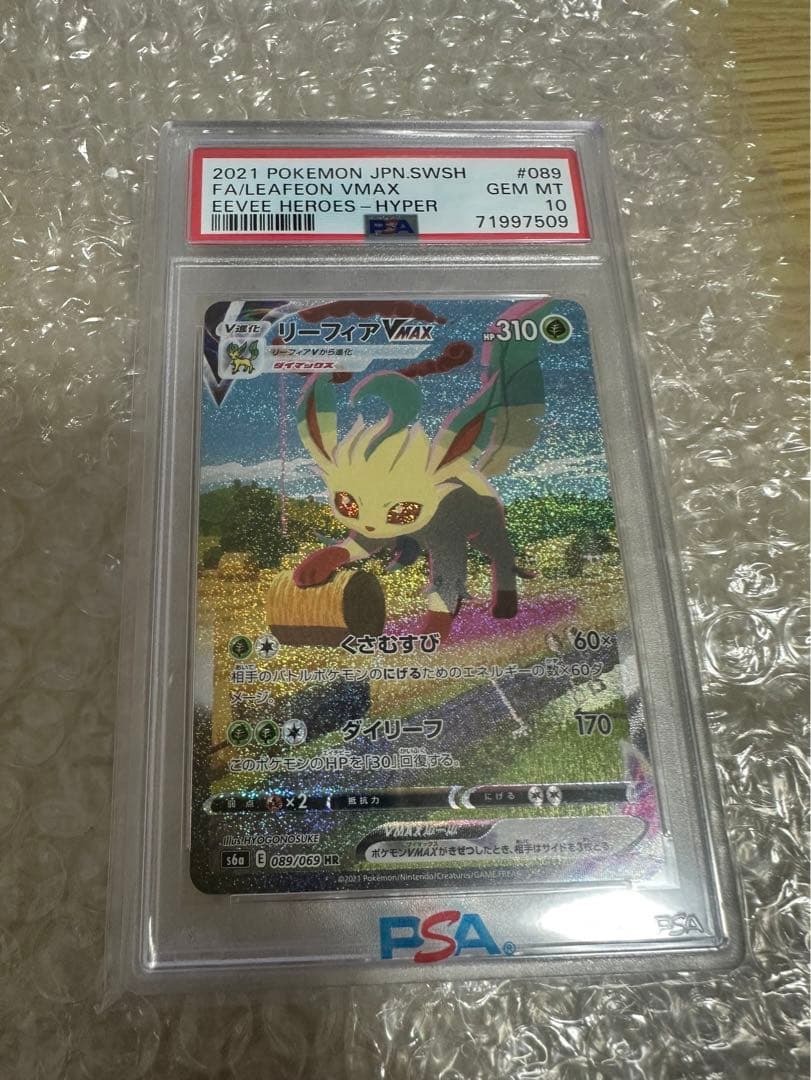 2021 POKEMON JPN.SWSH #089
FA/LEAFEON VMAX GEM MT
EEVEE HEROES-HYPER 10
71997509
PSA
V進化 リーフィアVMAX HP310
リーフィアVから進化
ダイマックス
くさむすび 60×
相手のバトルポケモンのにげるためのエネルギーの数×60ダ
メージ。
ダイリーフ 170
このポケモンのHPを「30」回復する。
弱点 ×2 抵抗力 にげる
VMAXルール
ポケモンVMAXがきぜつしたとき、相手はサイドを3枚とる。
Illus. HYOGONOSUKE
s6a E 089/069 HR
©2021 Pokémon/Nintendo/Creatures/GAME FREAK
PSA®
PSA